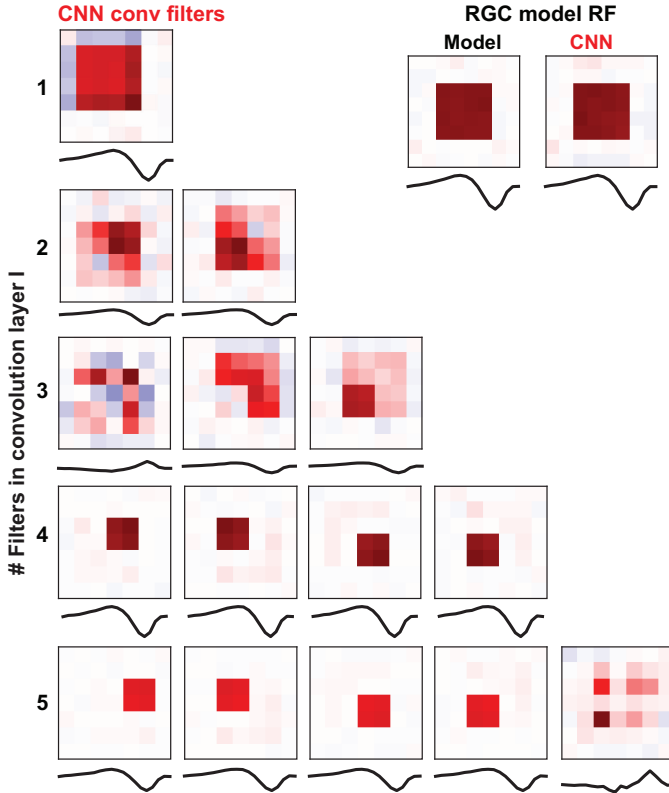 CNN conv filters
RGC model RF
Model
CNN
# Filters in convolution layer I
1
2
3
4
5